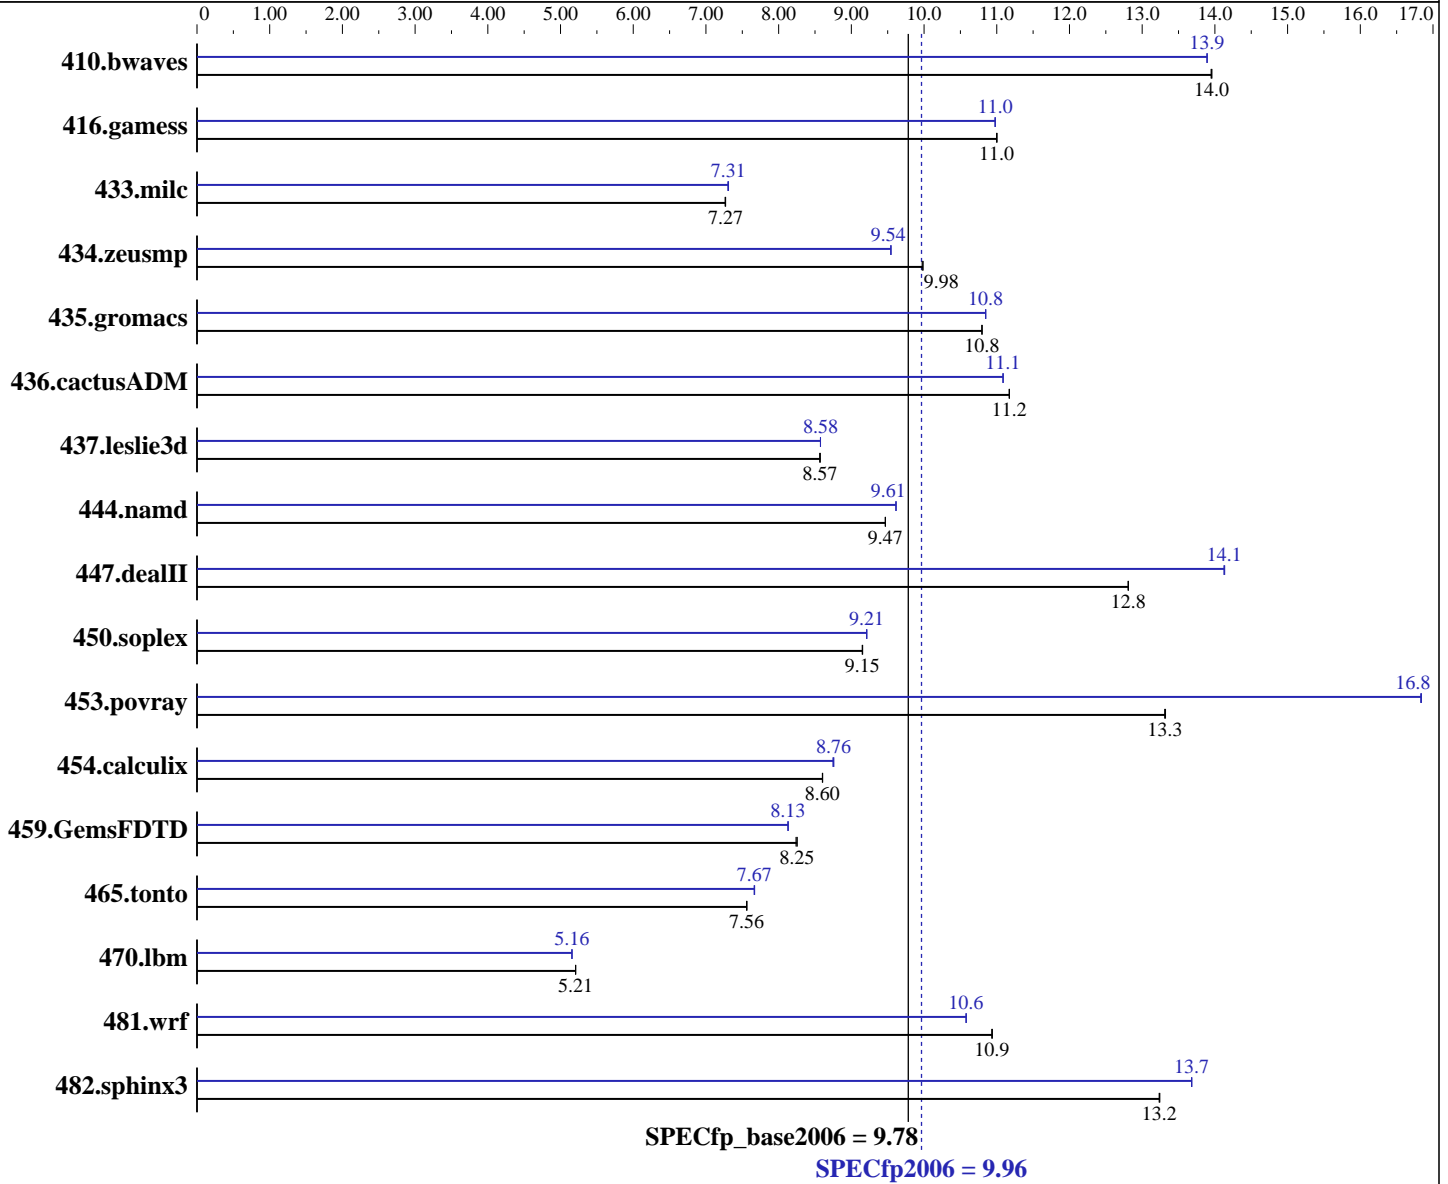 0 1.00 2.00 3.00 4.00 5.00 6.00 7.00 8.00 9.00 10.0 11.0 12.0 13.0 14.0 15.0 16.0 17.0
13.9
410.bwaves
14.0
11.0
416.gamess
11.0
7.31
433.milc
7.27
9.54
434.zeusmp
9.98
10.8
435.gromacs
10.8
11.1
436.cactusADM
11.2
8.58
437.leslie3d
8.57
9.61
444.namd
9.47
14.1
447.dealII
12.8
9.21
450.soplex
9.15
16.8
453.povray
13.3
8.76
454.calculix
8.60
8.13
459.GemsFDTD
8.25
7.67
465.tonto
7.56
5.16
470.lbm
5.21
10.6
481.wrf
10.9
13.7
482.sphinx3
13.2
SPECfp_base2006 = 9.78
SPECfp2006 = 9.96